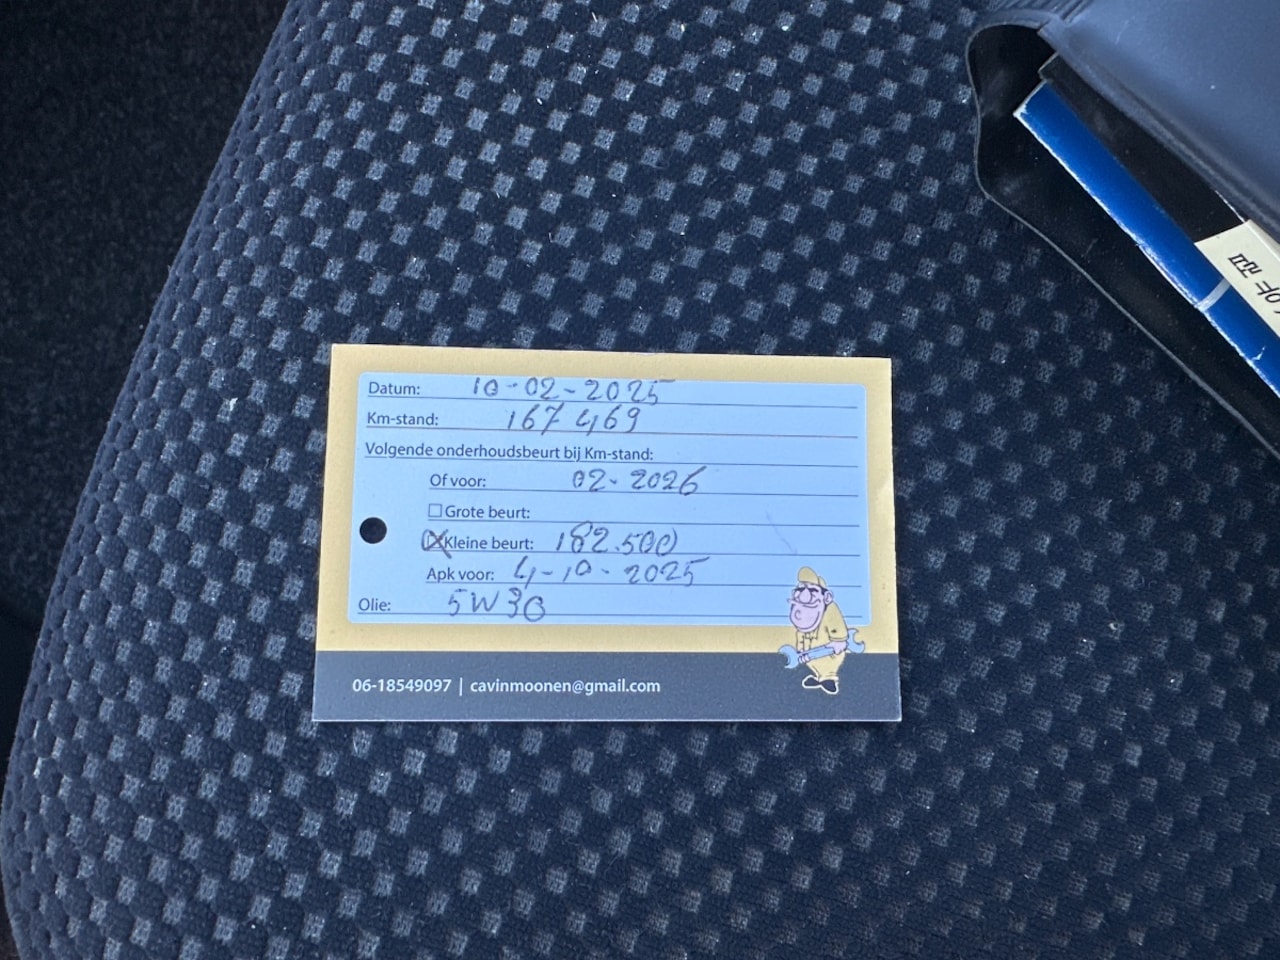 Datum: 10-02-2025
Km-stand: 167469
Volgende onderhoudsbeurt bij Km-stand:
Of voor: 02-2026
Grote beurt:
Kleine beurt: 182.500
Apk voor: 4-10-2025
Olie: 5W30
06-18549097 | cavinmoonen@gmail.com